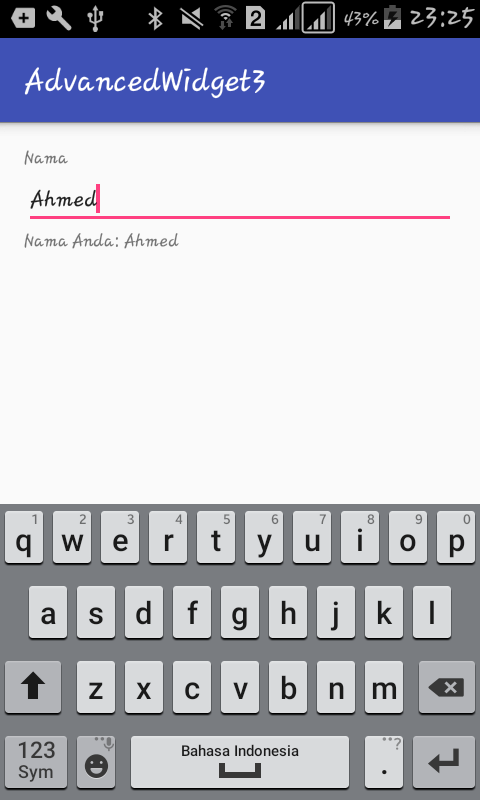 2 43% 23:25
AdvancedWidget3
Nama
Ahmed
Nama Anda: Ahmed
1 2 3 4 5 6 7 8 9 0
q w e r t y u i o p
a s d f g h j k l
z x c v b n m
123 Sym Bahasa Indonesia . ...?